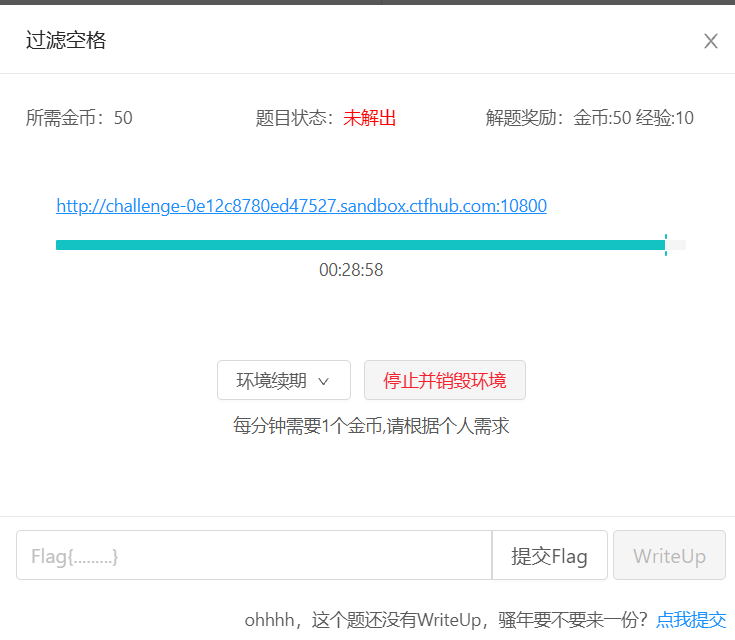 过滤空格
所需金币：50 题目状态：未解出 解题奖励：金币:50 经验:10
http://challenge-0e12c8780ed47527.sandbox.ctfhub.com:10800
00:28:58
环境续期 停止并销毁环境
每分钟需要1个金币,请根据个人需求
Flag{.........} 提交Flag WriteUp
ohhhh，这个题还没有WriteUp，骚年要不要来一份？点我提交